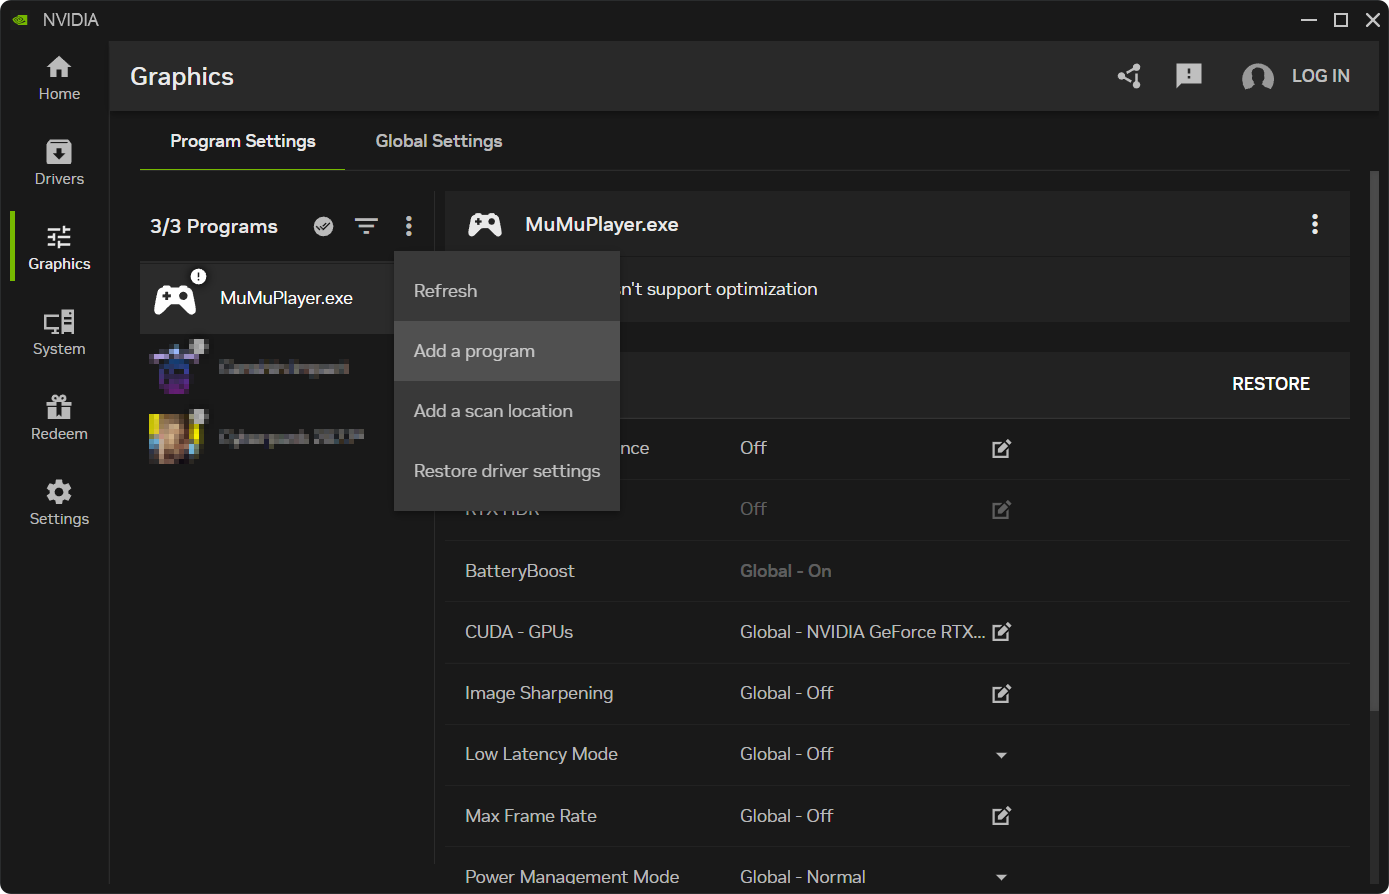 NVIDIA
Home
Drivers
Graphics
System
Redeem
Settings
Graphics
LOG IN
Program Settings
Global Settings
3/3 Programs
MuMuPlayer.exe
Refresh
Add a program
Add a scan location
Restore driver settings
MuMuPlayer.exe
support optimization
RESTORE
Off
RTX HDR
Off
BatteryBoost
Global - On
CUDA - GPUs
Global - NVIDIA GeForce RTX...
Image Sharpening
Global - Off
Low Latency Mode
Global - Off
Max Frame Rate
Global - Off
Power Management Mode
Global - Normal